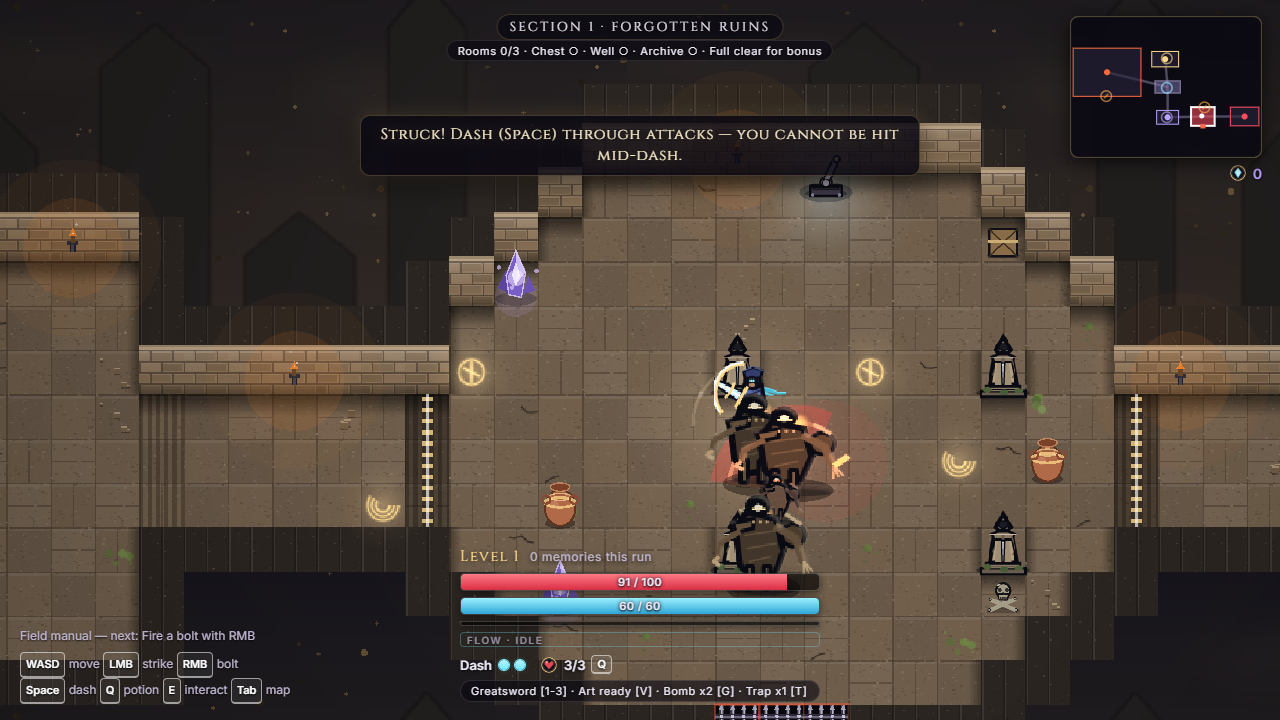 SECTION 1 · FORGOTTEN RUINS
Rooms 0/3 · Chest ○ · Well ○ · Archive ○ · Full clear for bonus
STRUCK! DASH (SPACE) THROUGH ATTACKS — YOU CANNOT BE HIT
MID-DASH.
0
LEVEL 1 0 memories this run
91 / 100
60 / 60
FLOW · IDLE
Dash 3/3 Q
Greatsword [1-3] · Art ready [V] · Bomb x2 [G] · Trap x1 [T]
Field manual — next: Fire a bolt with RMB
WASD move LMB strike RMB bolt
Space dash Q potion E interact Tab map